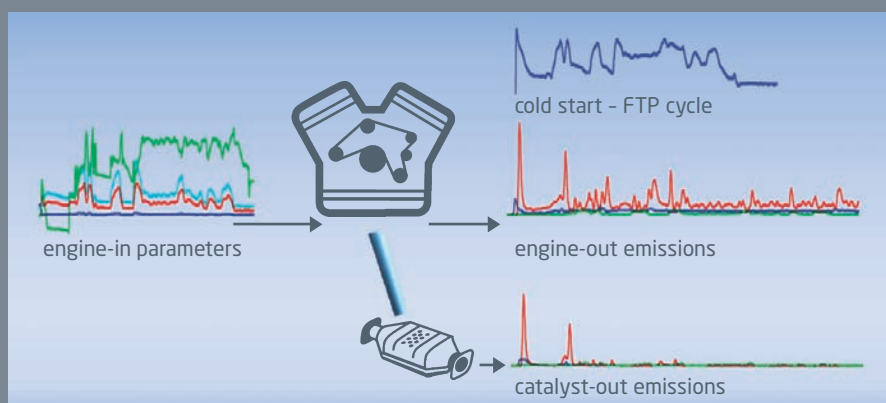 cold start – FTP cycle
engine-in parameters
engine-out emissions
catalyst-out emissions